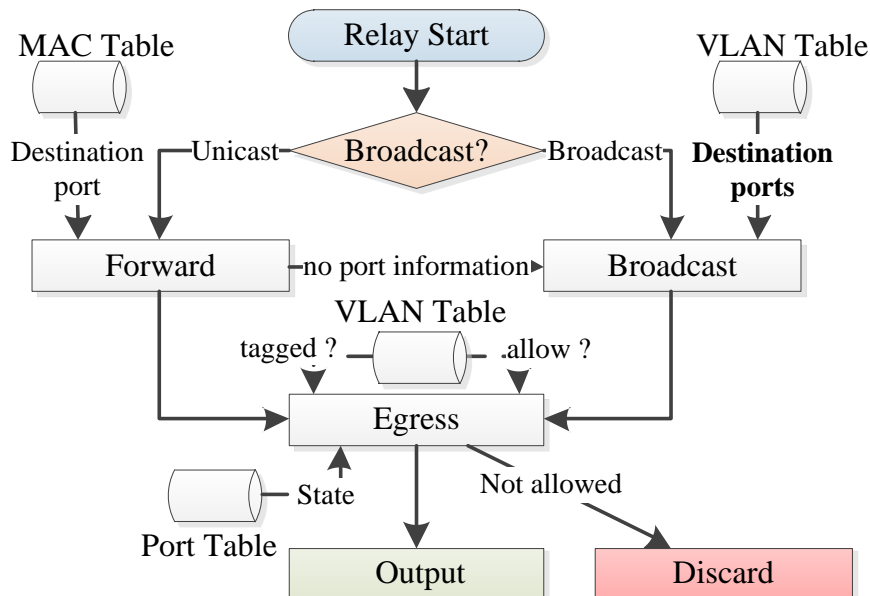 Relay Start
MAC Table
VLAN Table
Unicast
Broadcast?
Broadcast
Destination
port
Destination
ports
Forward
no port information
Broadcast
VLAN Table
tagged ?
allow ?
Egress
State
Not allowed
Port Table
Output
Discard